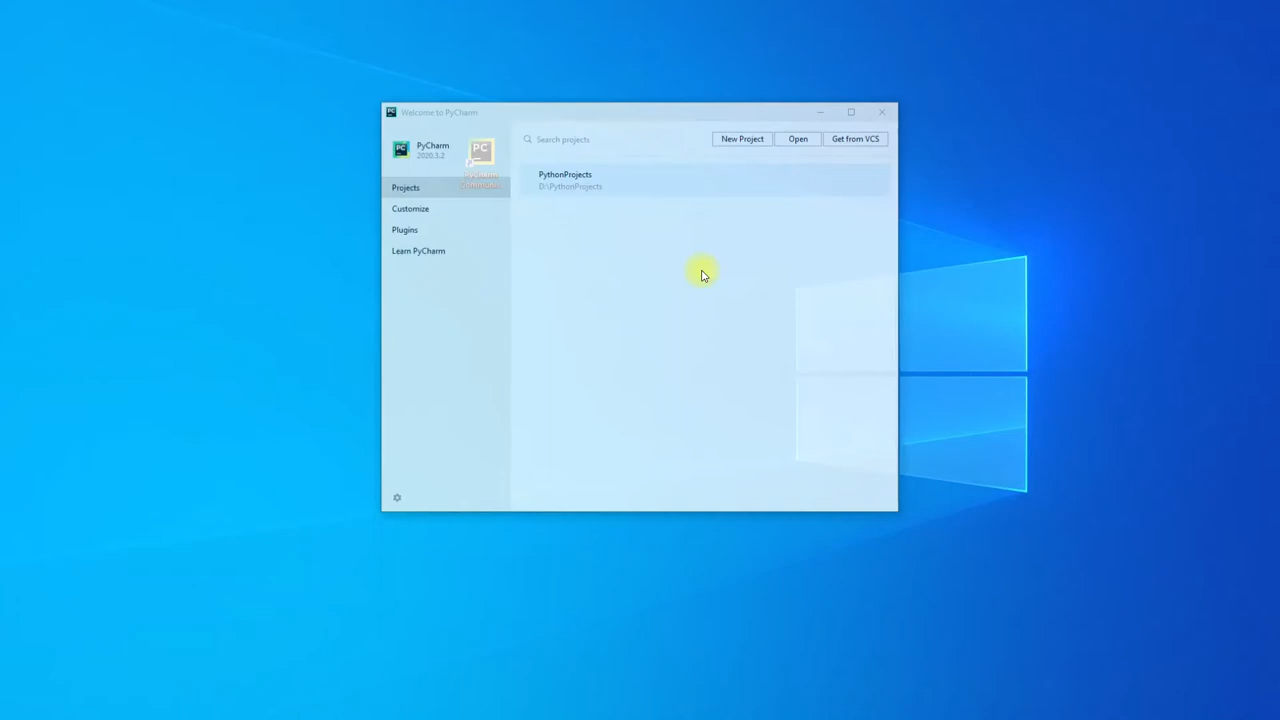 Welcome to PyCharm
PyCharm
2020.3.2
Search projects
New Project
Open
Get from VCS
PythonProjects
D:\PythonProjects
Projects
Customize
Plugins
Learn PyCharm
PyCharm